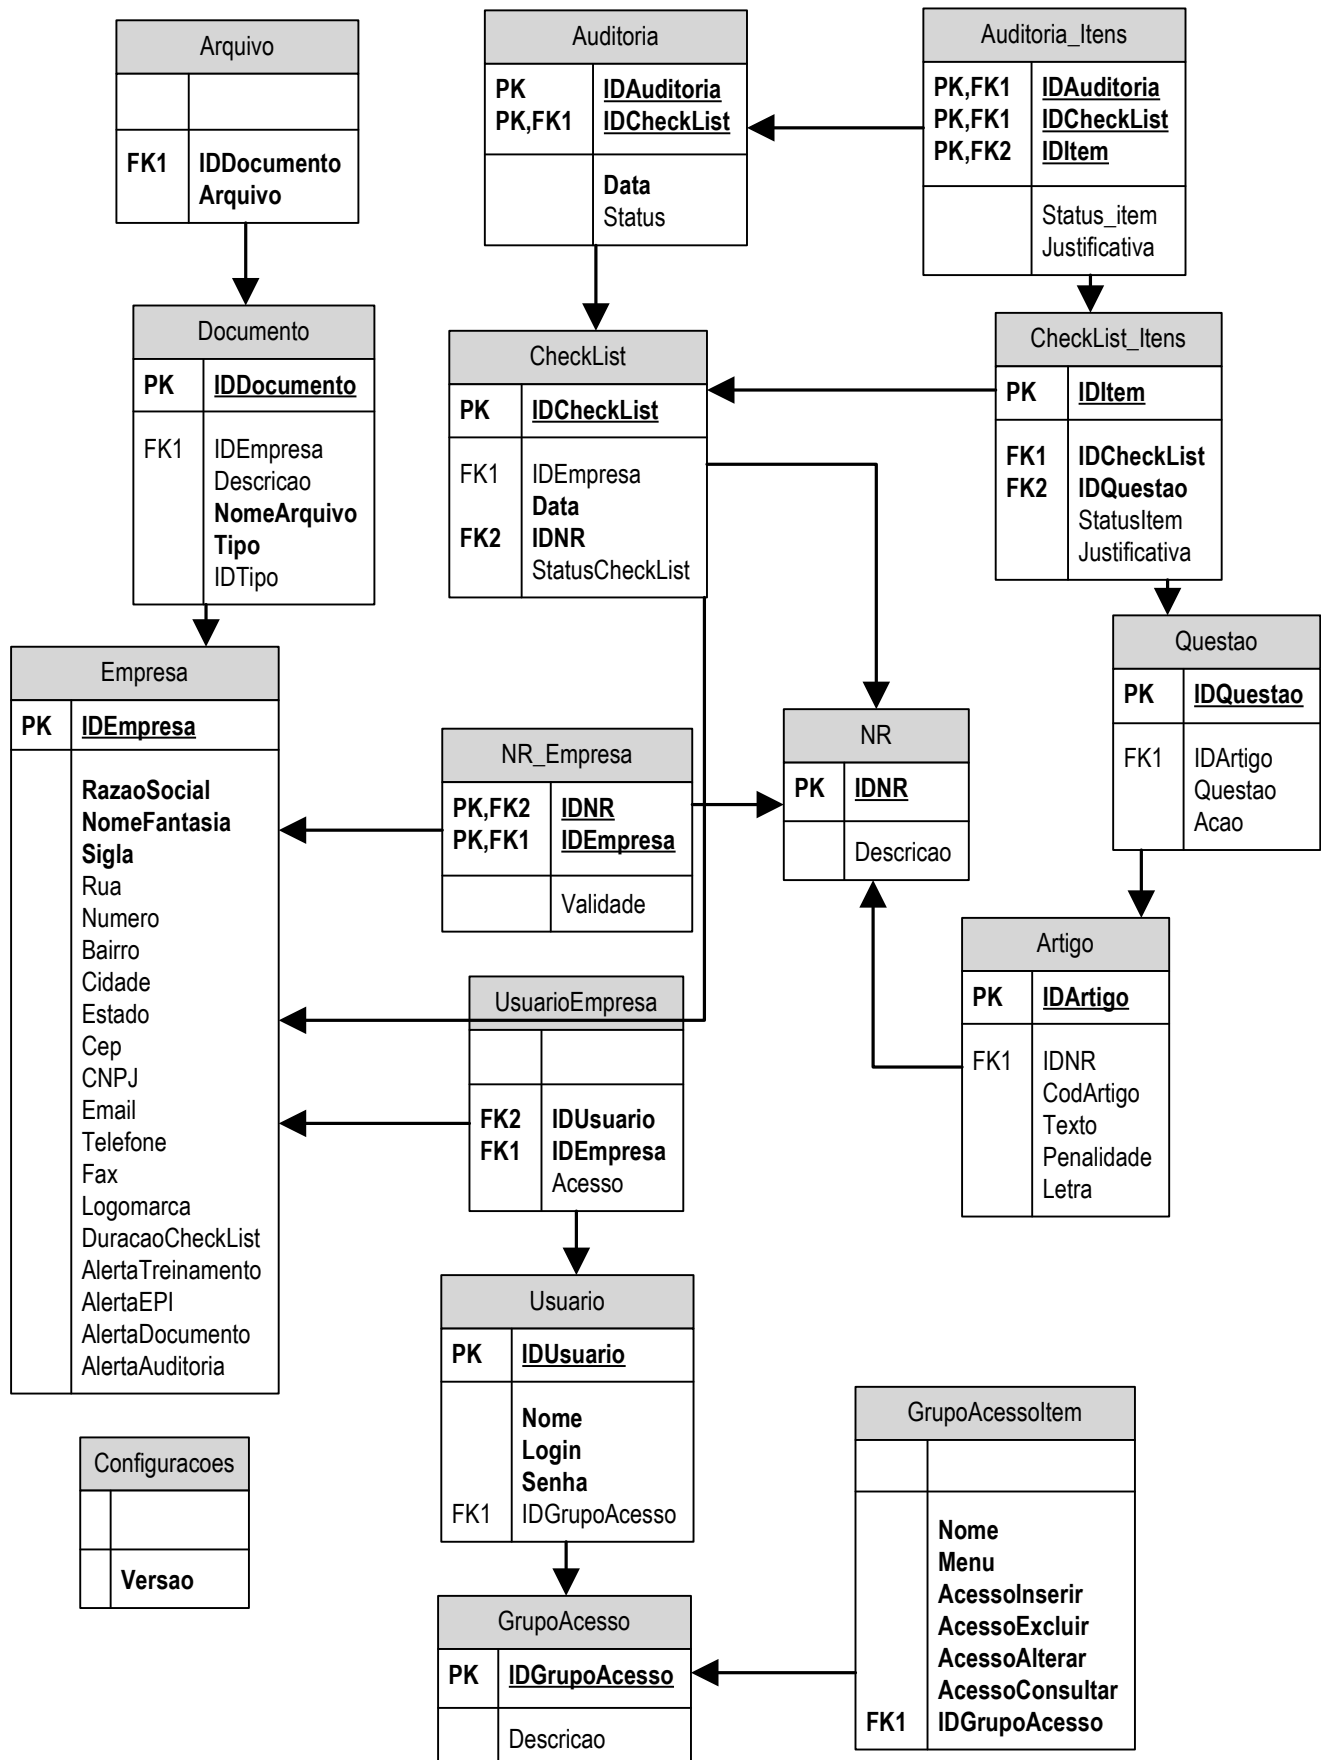 Arquivo
FK1 IDDocumento
Arquivo
Auditoria
PK IDAuditoria
PK,FK1 IDCheckList
Data
Status
Auditoria_Itens
PK,FK1 IDAuditoria
PK,FK1 IDCheckList
PK,FK2 IDItem
Status_item
Justificativa
Documento
PK IDDocumento
FK1 IDEmpresa
Descricao
NomeArquivo
Tipo
IDTipo
CheckList
PK IDCheckList
FK1 IDEmpresa
Data
FK2 IDNR
StatusCheckList
CheckList_Itens
PK IDItem
FK1 IDCheckList
FK2 IDQuestao
StatusItem
Justificativa
Questao
PK IDQuestao
FK1 IDArtigo
Questao
Acao
Empresa
PK IDEmpresa
RazaoSocial
NomeFantasia
Sigla
Rua
Numero
Bairro
Cidade
Estado
Cep
CNPJ
Email
Telefone
Fax
Logomarca
DuracaoCheckList
AlertaTreinamento
AlertaEPI
AlertaDocumento
AlertaAuditoria
NR_Empresa
PK,FK2 IDNR
PK,FK1 IDEmpresa
Validade
NR
PK IDNR
Descricao
Artigo
PK IDArtigo
FK1 IDNR
CodArtigo
Texto
Penalidade
Letra
UsuarioEmpresa
FK2 IDUsuario
FK1 IDEmpresa
Acesso
Usuario
PK IDUsuario
Nome
Login
Senha
FK1 IDGrupoAcesso
GrupoAcessoItem
Nome
Menu
AcessoInserir
AcessoExcluir
AcessoAlterar
AcessoConsultar
FK1 IDGrupoAcesso
Configuracoes
Versao
GrupoAcesso
PK IDGrupoAcesso
Descricao